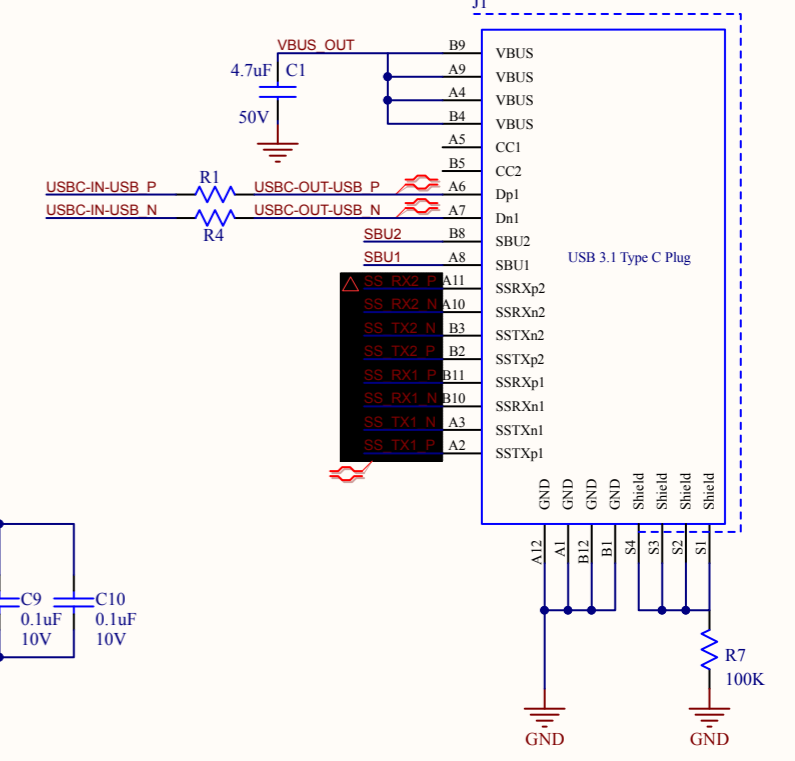 J1
VBUS_OUT
B9
VBUS
4.7uF
C1
A9
VBUS
A4
VBUS
50V
B4
VBUS
A5
CC1
B5
CC2
USBC-IN-USB_P
R1
USBC-OUT-USB_P
A6
Dp1
USBC-IN-USB_N
R4
USBC-OUT-USB_N
A7
Dn1
SBU2
B8
SBU2
SBU1
A8
SBU1
USB 3.1 Type C Plug
SS_RX2_P
A11
SSRXp2
SS_RX2_N
A10
SSRXn2
SS_TX2_N
B3
SSTXn2
SS_TX2_P
B2
SSTXp2
SS_RX1_P
B11
SSRXp1
SS_RX1_N
B10
SSRXn1
SS_TX1_N
A3
SSTXn1
SS_TX1_P
A2
SSTXp1
GND
GND
GND
GND
Shield
Shield
Shield
Shield
A12
A1
B12
B1
S4
S3
S2
S1
C9
0.1uF
10V
C10
0.1uF
10V
R7
100K
GND
GND